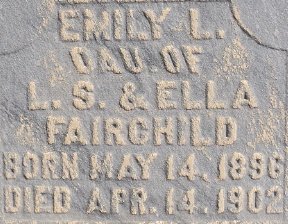 EMILY L.
DAU OF
L. S. & ELLA
FAIRCHILD
BORN MAY 14, 1896
DIED APR. 14, 1902